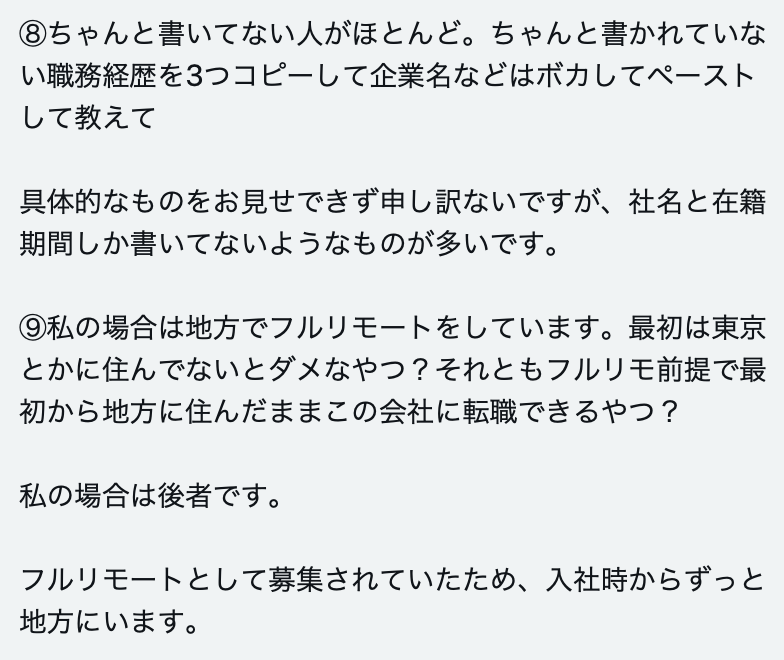 ⑧ちゃんと書いてない人がほとんど。ちゃんと書かれていな
い職務経歴を3つコピーして企業名などはボカしてペースト
して教えて
具体的なものをお見せできず申し訳ないですが、社名と在籍
期間しか書いてないようなものが多いです。
⑨私の場合は地方でフルリモートをしています。最初は東京
とかに住んでないとダメなやつ？それともフルリモ前提で最
初から地方に住んだままこの会社に転職できるやつ？
私の場合は後者です。
フルリモートとして募集されていたため、入社時からずっと
地方にいます。